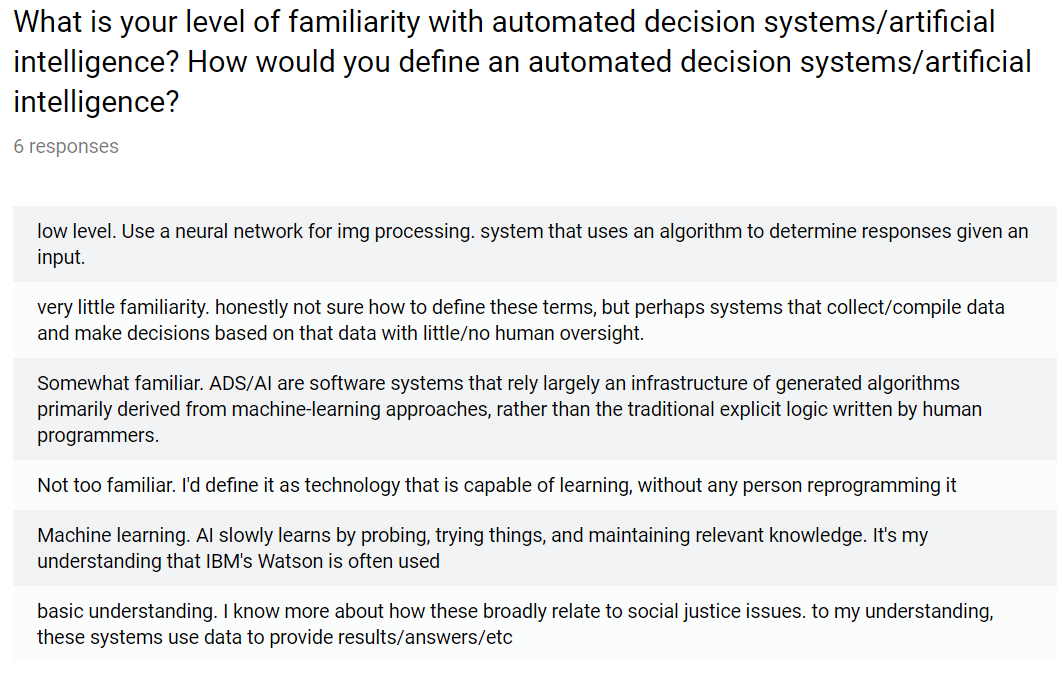 What is your level of familiarity with automated decision systems/artificial
intelligence? How would you define an automated decision systems/artificial
intelligence?
6 responses
low level. Use a neural network for img processing. system that uses an algorithm to determine responses given an
input.
very little familiarity. honestly not sure how to define these terms, but perhaps systems that collect/compile data
and make decisions based on that data with little/no human oversight.
Somewhat familiar. ADS/AI are software systems that rely largely an infrastructure of generated algorithms
primarily derived from machine-learning approaches, rather than the traditional explicit logic written by human
programmers.
Not too familiar. I'd define it as technology that is capable of learning, without any person reprogramming it
Machine learning. AI slowly learns by probing, trying things, and maintaining relevant knowledge. It's my
understanding that IBM's Watson is often used
basic understanding. I know more about how these broadly relate to social justice issues. to my understanding,
these systems use data to provide results/answers/etc